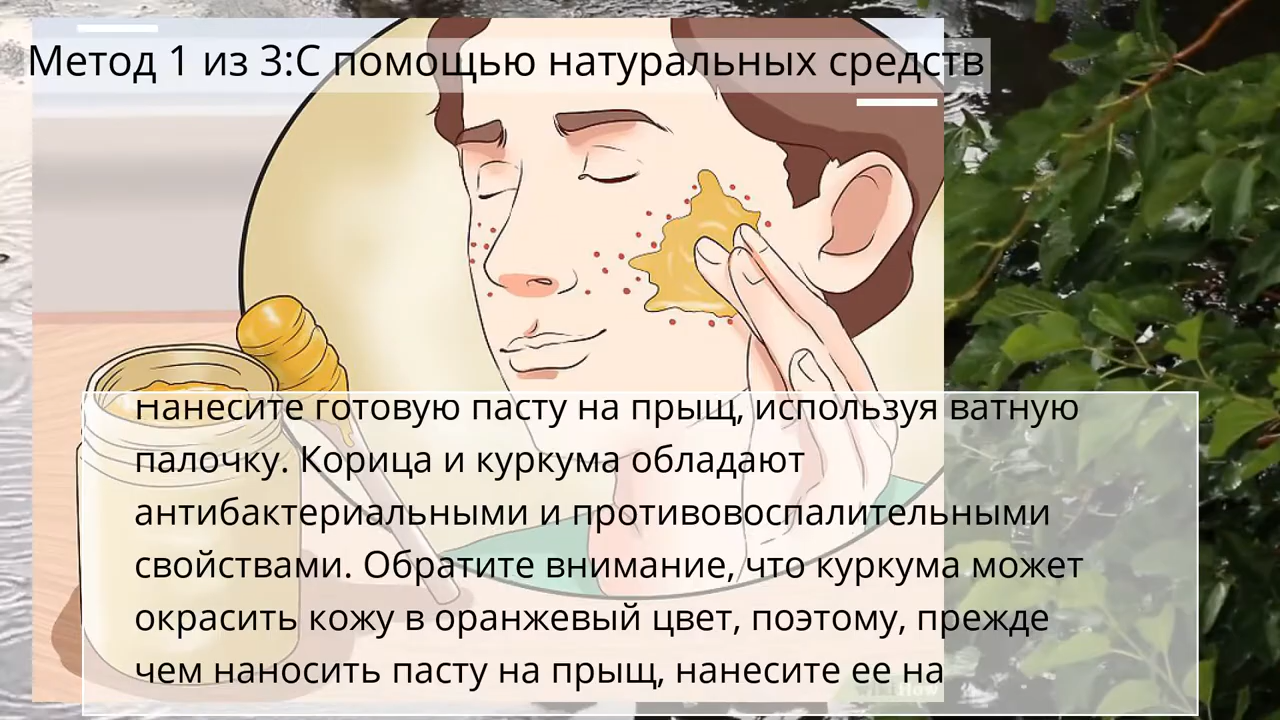 Метод 1 из 3:С помощью натуральных средств
нанесите готовую пасту на прыщ, используя ватную
палочку. Корица и куркума обладают
антибактериальными и противовоспалительными
свойствами. Обратите внимание, что куркума может
окрасить кожу в оранжевый цвет, поэтому, прежде
чем наносить пасту на прыщ, нанесите ее на
wikiHow